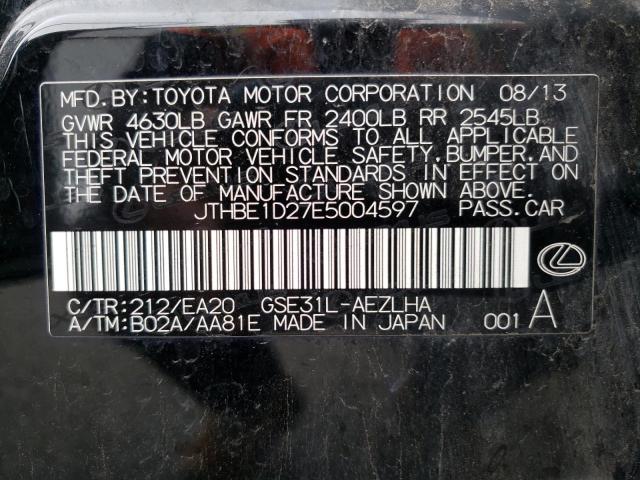 MFD.BY:TOYOTA MOTOR CORPORATION 08/13
GVWR 4630LB GAWR FR 2400LB RR 2545LB
THIS VEHICLE CONFORMS TO ALL APPLICABLE
FEDERAL MOTOR VEHICLE SAFETY,BUMPER,AND
THEFT PREVENTION STANDARDS IN EFFECT ON
THE DATE OF MANUFACTURE SHOWN ABOVE.
JTHBE1D27E5004597 PASS.CAR
C/TR:212/EA20 GSE31L-AEZLHA
A/TM:B02A/AA81E MADE IN JAPAN 001 A